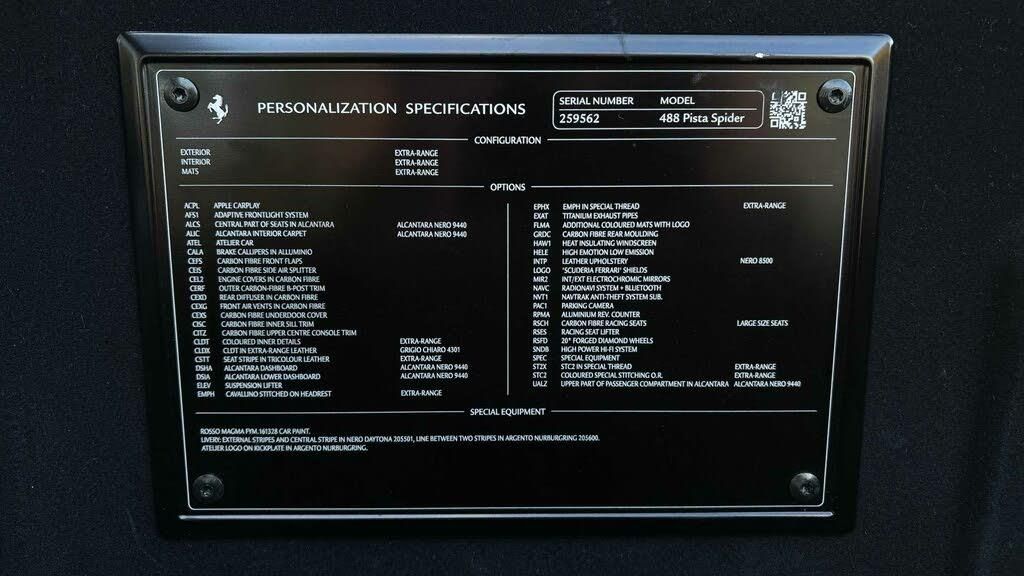 PERSONALIZATION SPECIFICATIONS
SERIAL NUMBER MODEL
259562 488 Pista Spider
CONFIGURATION
EXTERIOR EXTRA-RANGE
INTERIOR EXTRA-RANGE
MATS EXTRA-RANGE
OPTIONS
ACPL APPLE CARPLAY
AFS1 ADAPTIVE FRONTLIGHT SYSTEM
ALCS CENTRAL PART OF SEATS IN ALCANTARA ALCANTARA NERO 9440
ALIC ALCANTARA INTERIOR CARPET ALCANTARA NERO 9440
ATEL ATELIER CAR
CALA BRAKE CALLIPERS IN ALLUMINIO
CEFS CARBON FIBRE FRONT FLAPS
CEIS CARBON FIBRE SIDE AIR SPLITTER
CEL2 ENGINE COVERS IN CARBON FIBRE
CERF OUTER CARBON-FIBRE B-POST TRIM
CEXD REAR DIFFUSER IN CARBON FIBRE
CEXG FRONT AIR VENTS IN CARBON FIBRE
CEXS CARBON FIBRE UNDERDOOR COVER
CISC CARBON FIBRE INNER SILL TRIM
CITZ CARBON FIBRE UPPER CENTRE CONSOLE TRIM
CLDT COLOURED INNER DETAILS EXTRA-RANGE
CLDX CLDT IN EXTRA-RANGE LEATHER GRIGIO CHIARO 4301
CSTT SEAT STRIPE IN TRICOLOUR LEATHER EXTRA-RANGE
DSHA ALCANTARA DASHBOARD ALCANTARA NERO 9440
DSIA ALCANTARA LOWER DASHBOARD ALCANTARA NERO 9440
ELEV SUSPENSION LIFTER
EMPH CAVALLINO STITCHED ON HEADREST EXTRA-RANGE
EPHX EMPH IN SPECIAL THREAD EXTRA-RANGE
EXAT TITANIUM EXHAUST PIPES
FLMA ADDITIONAL COLOURED MATS WITH LOGO
GRDC CARBON FIBRE REAR MOULDING
HAW1 HEAT INSULATING WINDSCREEN
HELE HIGH EMOTION LOW EMISSION
INTP LEATHER UPHOLSTERY NERO 8500
LOGO "SCUDERIA FERRARI" SHIELDS
MIR2 INT/EXT ELECTROCHROMIC MIRRORS
NAVC RADIONAVI SYSTEM + BLUETOOTH
NVT1 NAVTRAK ANTI-THEFT SYSTEM SUB.
PAC1 PARKING CAMERA
RPMA ALUMINIUM REV. COUNTER
RSCH CARBON FIBRE RACING SEATS LARGE SIZE SEATS
RSES RACING SEAT LIFTER
RSFD 20" FORGED DIAMOND WHEELS
SNDB HIGH POWER HI-FI SYSTEM
SPEC SPECIAL EQUIPMENT
ST2X STC2 IN SPECIAL THREAD EXTRA-RANGE
STC2 COLOURED SPECIAL STITCHING O.R. EXTRA-RANGE
UALZ UPPER PART OF PASSENGER COMPARTMENT IN ALCANTARA ALCANTARA NERO 9440
SPECIAL EQUIPMENT
ROSSO MAGMA FYM.161328 CAR PAINT.
LIVERY: EXTERNAL STRIPES AND CENTRAL STRIPE IN NERO DAYTONA 205501, LINE BETWEEN TWO STRIPES IN ARGENTO NURBURGRING 205600.
ATELIER LOGO ON KICKPLATE IN ARGENTO NURBURGRING.